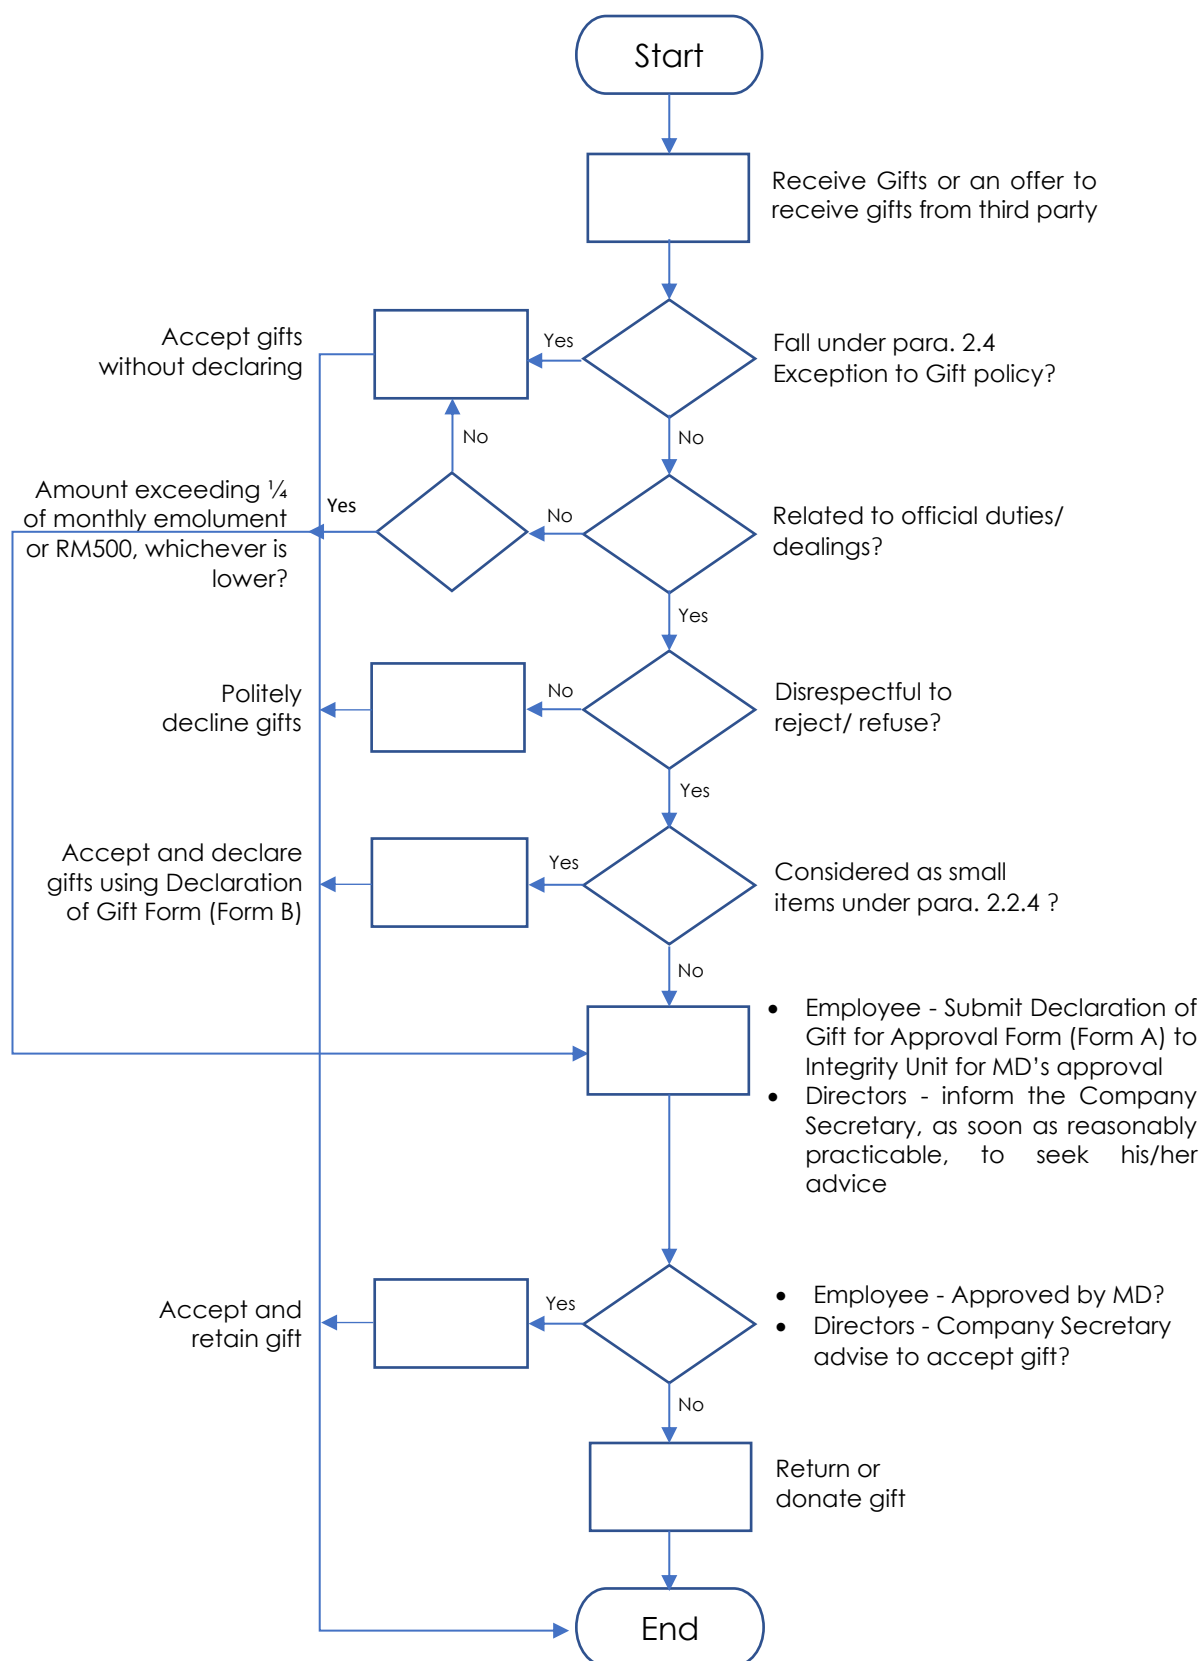 Start
Receive Gifts or an offer to
receive gifts from third party
Accept gifts
without declaring
Yes
Fall under para. 2.4
Exception to Gift policy?
No
No
Amount exceeding ¼
of monthly emolument
or RM500, whichever is
lower?
Yes
No
Related to official duties/
dealings?
Yes
Politely
decline gifts
No
Disrespectful to
reject/ refuse?
Yes
Accept and declare
gifts using Declaration
of Gift Form (Form B)
Yes
Considered as small
items under para. 2.2.4 ?
No
• Employee - Submit Declaration of
Gift for Approval Form (Form A) to
Integrity Unit for MD’s approval
• Directors - inform the Company
Secretary, as soon as reasonably
practicable, to seek his/her
advice
Accept and
retain gift
Yes
• Employee - Approved by MD?
• Directors - Company Secretary
advise to accept gift?
No
Return or
donate gift
End